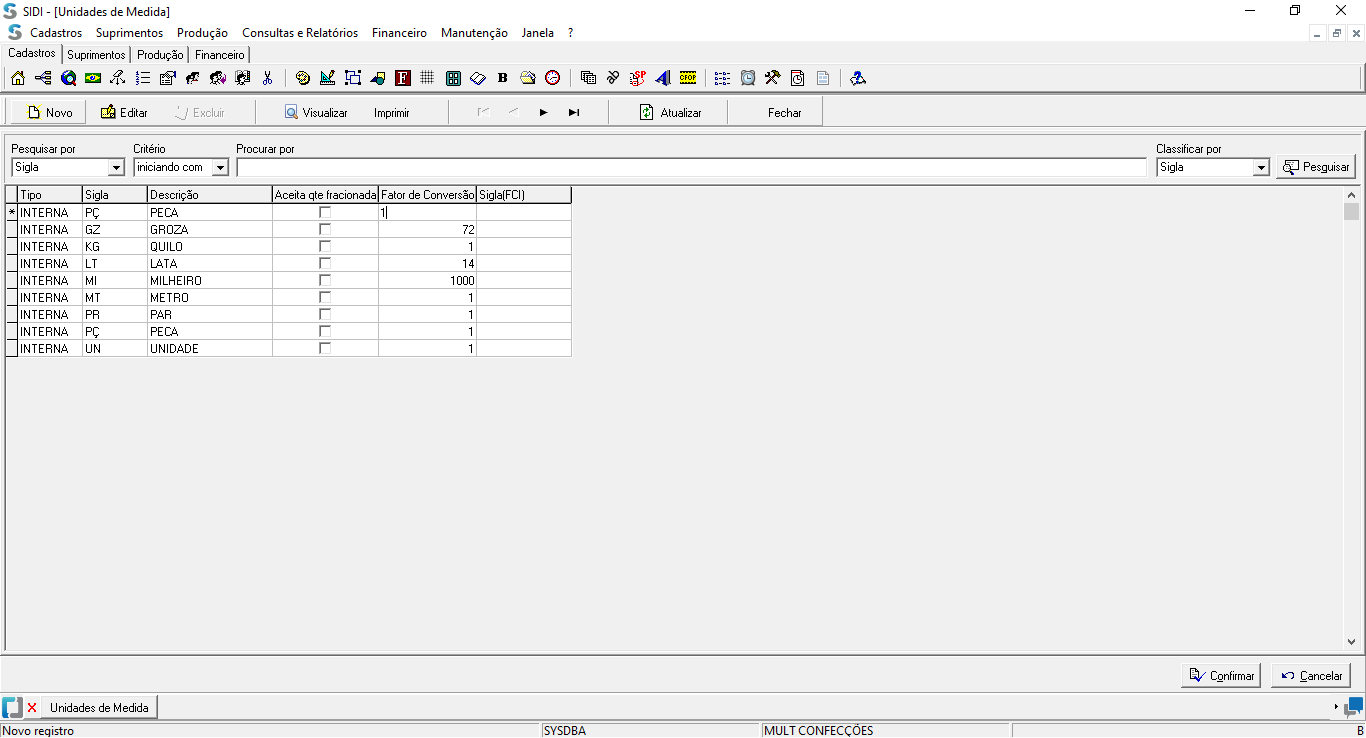 SIDI - [Unidades de Medida]
Cadastros Suprimentos Produção Consultas e Relatórios Financeiro Manutenção Janela ?
Cadastros Suprimentos Produção Financeiro
F B SP CFOP
Novo Editar Excluir Visualizar Imprimir Atualizar Fechar
Pesquisar por Critério Procurar por Classificar por
Sigla iniciando com Sigla Pesquisar
Tipo Sigla Descrição Aceita qte fracionada Fator de Conversão Sigla(FCI)
* INTERNA PÇ PECA 1
INTERNA GZ GROZA 72
INTERNA KG QUILO 1
INTERNA LT LATA 14
INTERNA MI MILHEIRO 1000
INTERNA MT METRO 1
INTERNA PR PAR 1
INTERNA PÇ PECA 1
INTERNA UN UNIDADE 1
Confirmar Cancelar
Unidades de Medida
Novo registro SYSDBA MULT CONFECÇÕES B